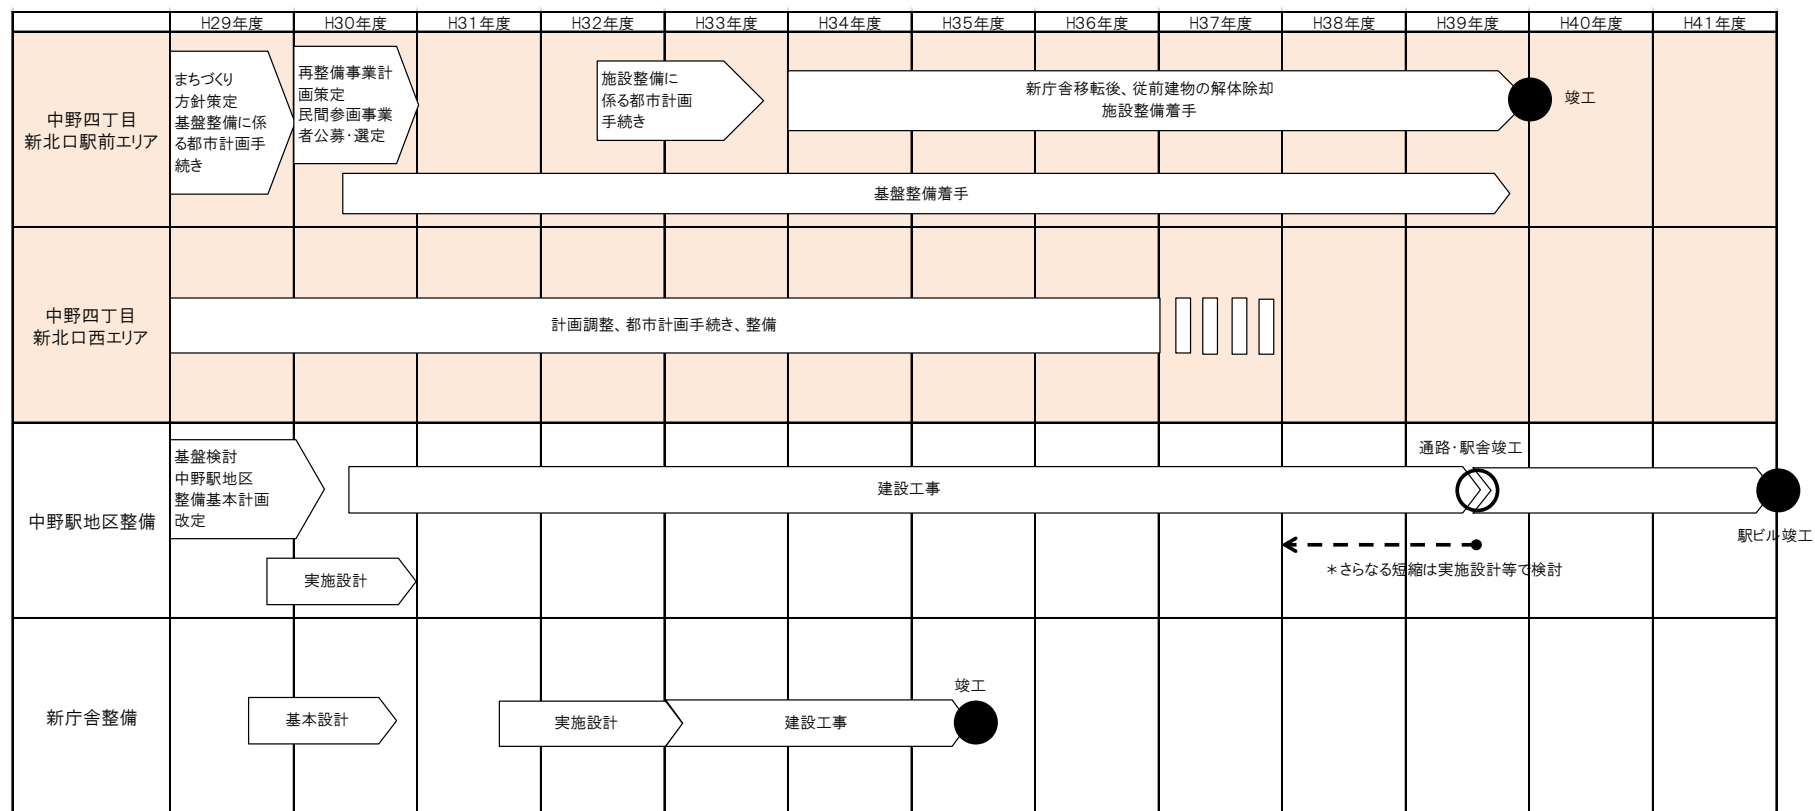 H29年度
H30年度
H31年度
H32年度
H33年度
H34年度
H35年度
H36年度
H37年度
H38年度
H39年度
H40年度
H41年度
中野四丁目
新北口駅前エリア
まちづくり
方針策定
基盤整備に係
る都市計画手
続き
再整備事業計
画策定
民間参画事業
者公募・選定
施設整備に
係る都市計画
手続き
新庁舎移転後、従前建物の解体除却
施設整備着手
竣工
基盤整備着手
中野四丁目
新北口西エリア
計画調整、都市計画手続き、整備
中野駅地区整備
基盤検討
中野駅地区
整備基本計画
改定
実施設計
建設工事
通路・駅舎竣工
駅ビル竣工
＊さらなる短縮は実施設計等で検討
新庁舎整備
基本設計
実施設計
建設工事
竣工